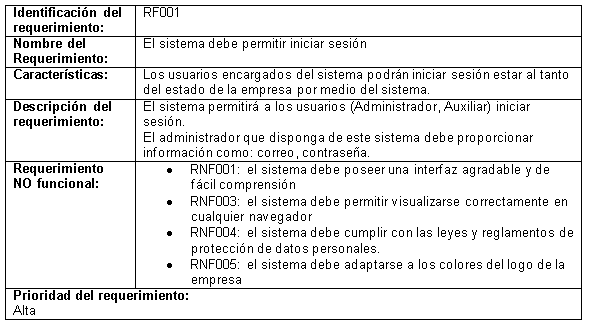 Identificación del RF001
requerimiento:
Nombre del El sistema debe permitir iniciar sesión
Requerimiento:
Características: Los usuarios encargados del sistema podrán iniciar sesión estar al tanto
del estado de la empresa por medio del sistema.
Descripción del El sistema permitirá a los usuarios (Administrador, Auxiliar) iniciar
requerimiento: sesión.
El administrador que disponga de este sistema debe proporcionar
información como: correo, contraseña.
Requerimiento • RNF001: el sistema debe poseer una interfaz agradable y de
NO funcional: fácil comprensión
• RNF003: el sistema debe permitir visualizarse correctamente en
cualquier navegador
• RNF004: el sistema debe cumplir con las leyes y reglamentos de
protección de datos personales.
• RNF005: el sistema debe adaptarse a los colores del logo de la
empresa
Prioridad del requerimiento:
Alta